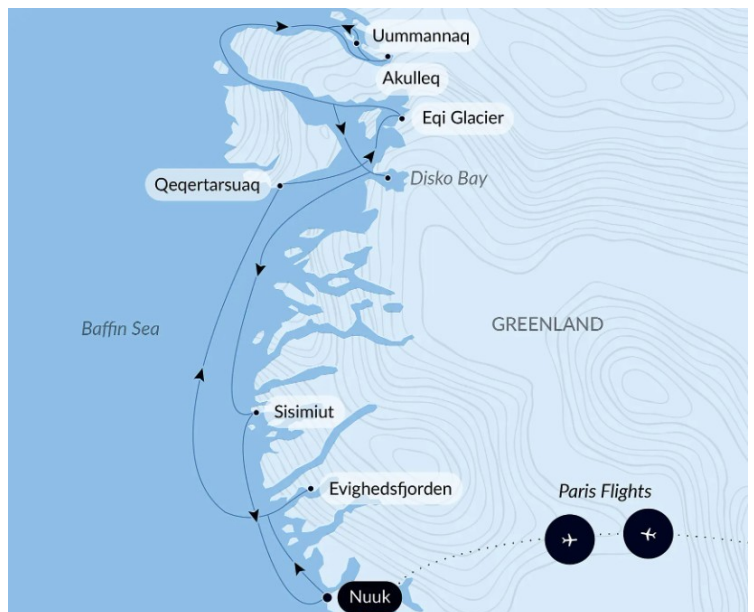 Uummannaq
Akulleq
Eqi Glacier
Disko Bay
Qeqertarsuaq
Baffin Sea
GREENLAND
Sisimiut
Evighedsfjorden
Paris Flights
Nuuk